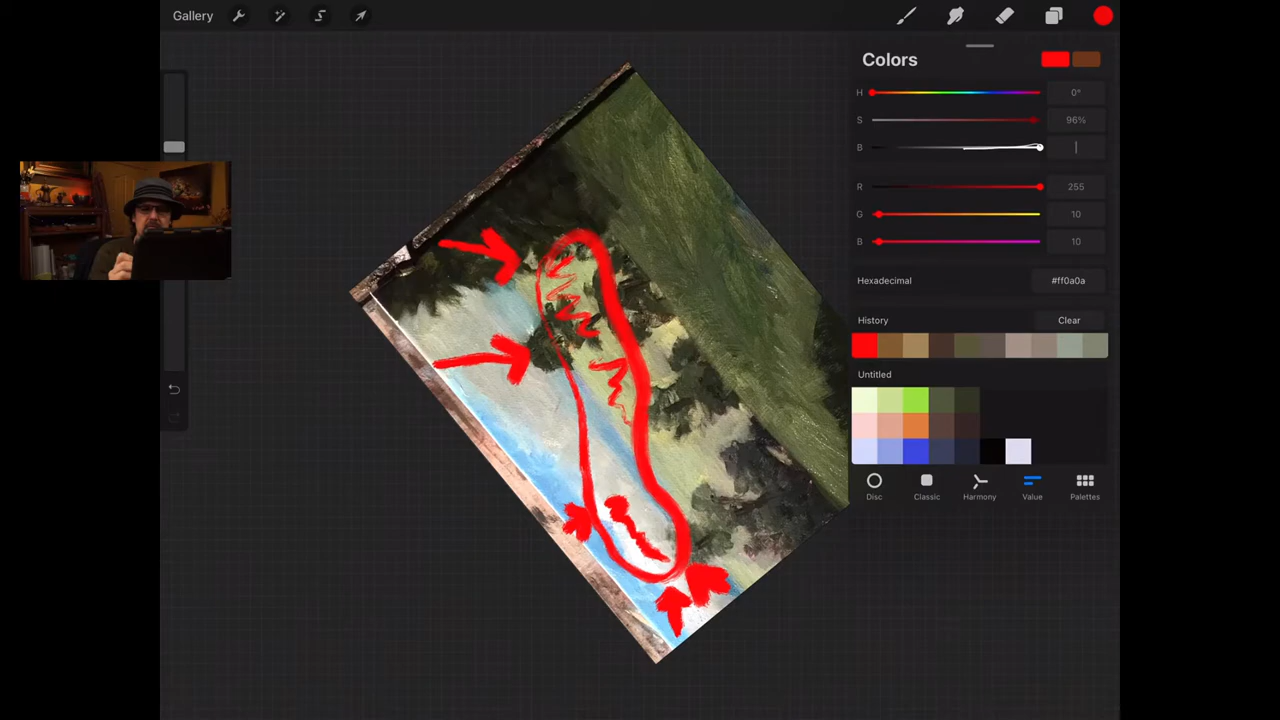 Gallery
Colors
H 0°
S 96%
B
R 255
G 10
B 10
Hexadecimal #ff0a0a
History Clear
Untitled
Disc Classic Harmony Value Palettes